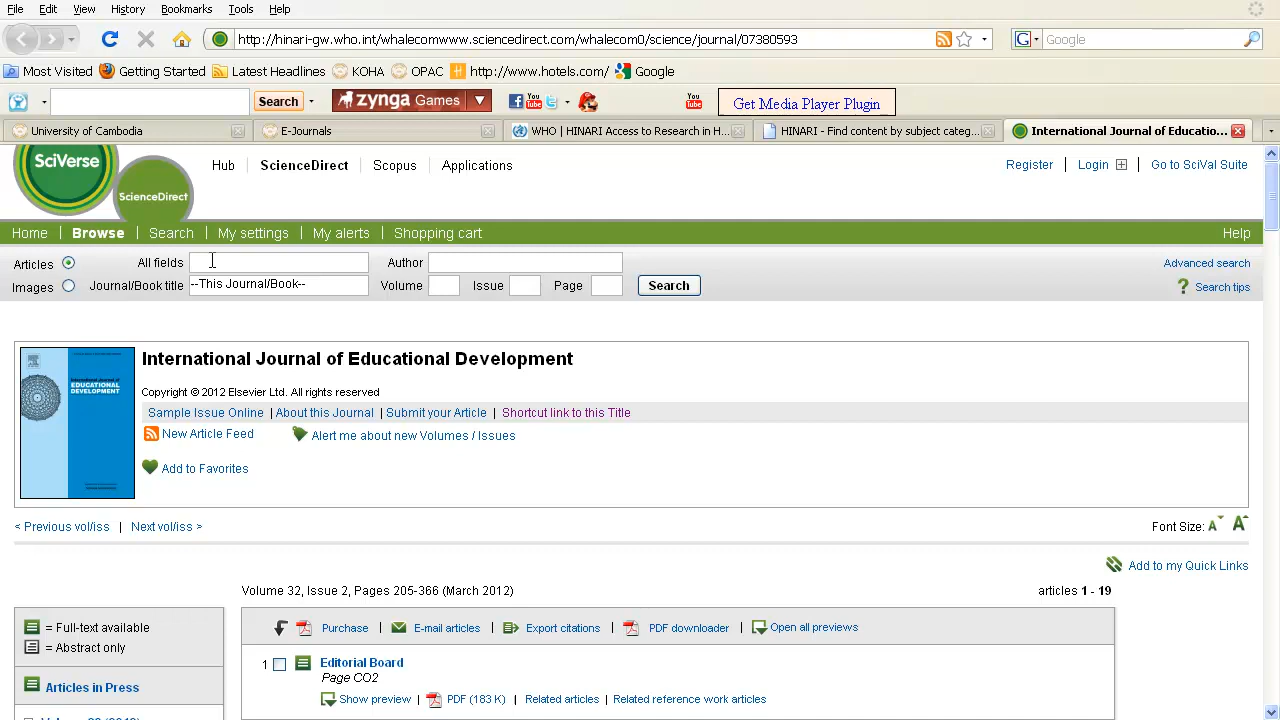 File Edit View History Bookmarks Tools Help
http://hinari-gw.who.int/whalecomwww.sciencedirect.com/whalecom0/science/journal/07380593 Google
Most Visited Getting Started Latest Headlines KOHA OPAC http://www.hotels.com/ Google
Search zynga Games Get Media Player Plugin
University of Cambodia E-Journals WHO | HINARI Access to Research in H... HINARI - Find content by subject categ... International Journal of Educatio...
SciVerse Hub ScienceDirect Scopus Applications Register Login Go to SciVal Suite
ScienceDirect
Home Browse Search My settings My alerts Shopping cart Help
Articles All fields Author Advanced search
Images Journal/Book title --This Journal/Book-- Volume Issue Page Search Search tips
International Journal of Educational Development
EDUCATIONAL DEVELOPMENT
Copyright © 2012 Elsevier Ltd. All rights reserved
Sample Issue Online | About this Journal | Submit your Article | Shortcut link to this Title
New Article Feed Alert me about new Volumes / Issues
Add to Favorites
< Previous vol/iss | Next vol/iss > Font Size: A A
Add to my Quick Links
Volume 32, Issue 2, Pages 205-366 (March 2012) articles 1 - 19
= Full-text available Purchase | E-mail articles | Export citations | PDF downloader | Open all previews
= Abstract only
1 Editorial Board
Page CO2
Articles in Press
Show preview | PDF (183 K) | Related articles | Related reference work articles